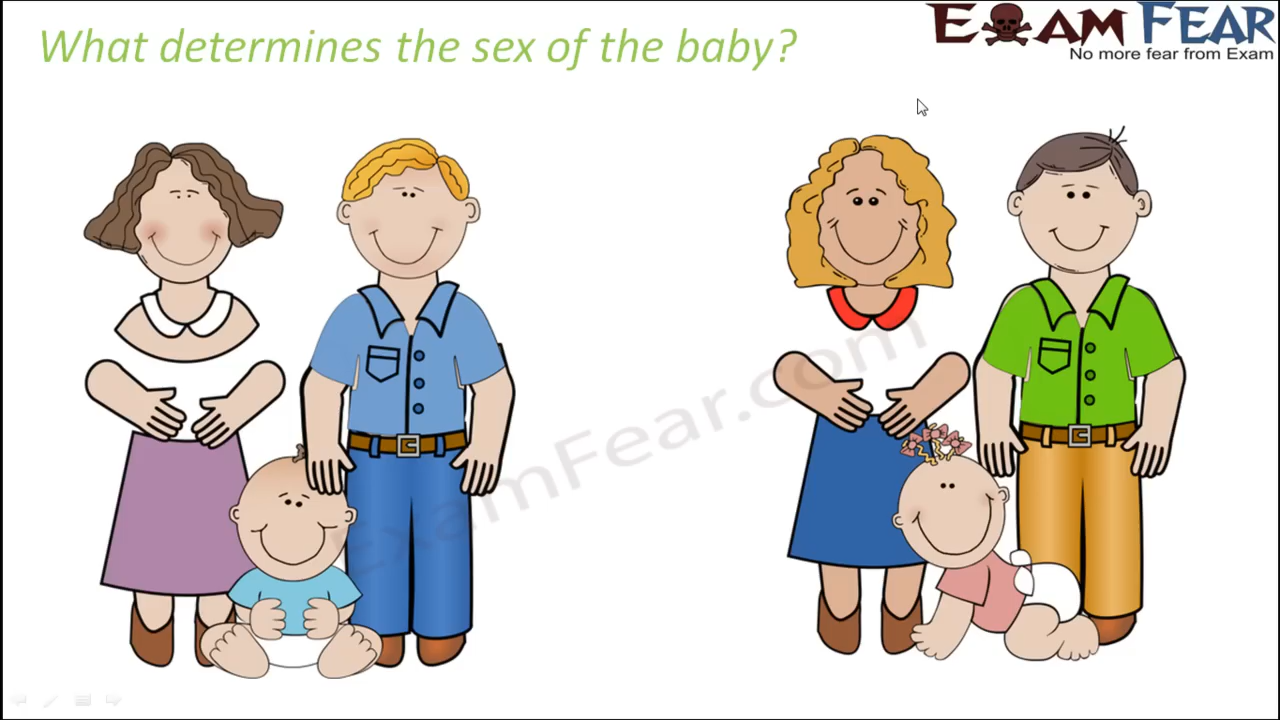 What determines the sex of the baby?
EXAM FEAR
No more fear from Exam
ExamFear.com